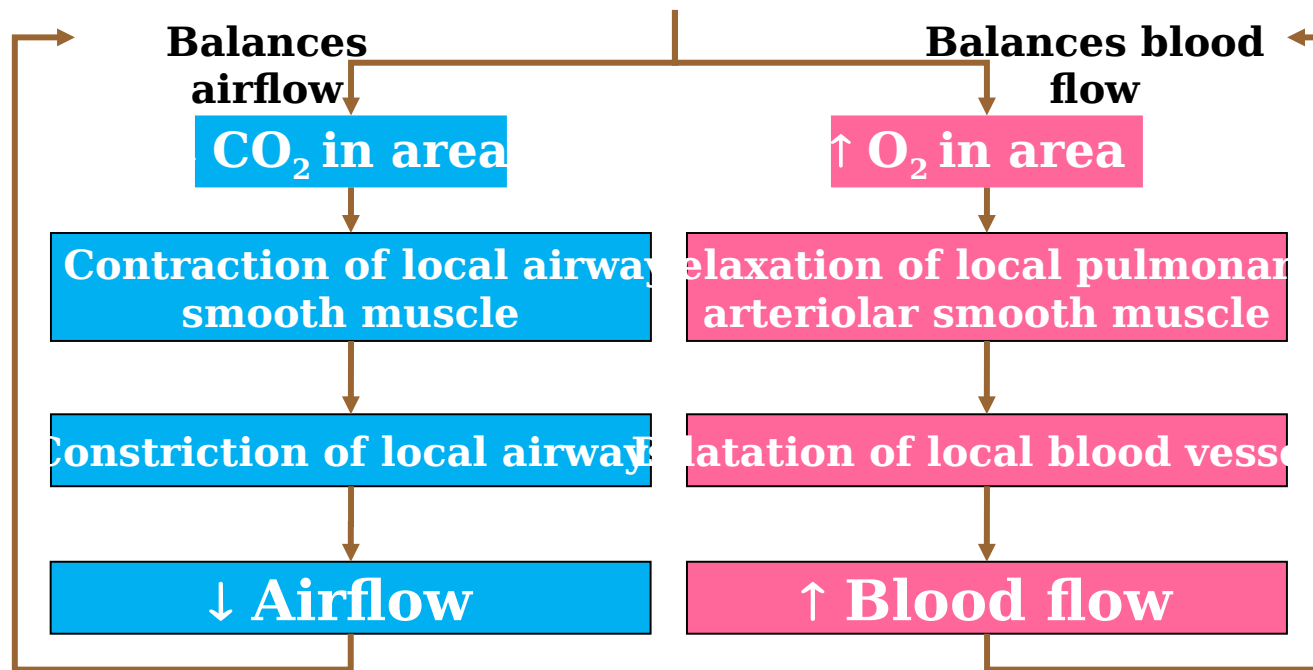 Balances
airflow
Balances blood
flow
CO₂ in area
↑ O₂ in area
Contraction of local airway
smooth muscle
elaxation of local pulmonar
arteriolar smooth muscle
Constriction of local airway
latation of local blood vesse
↓ Airflow
↑ Blood flow